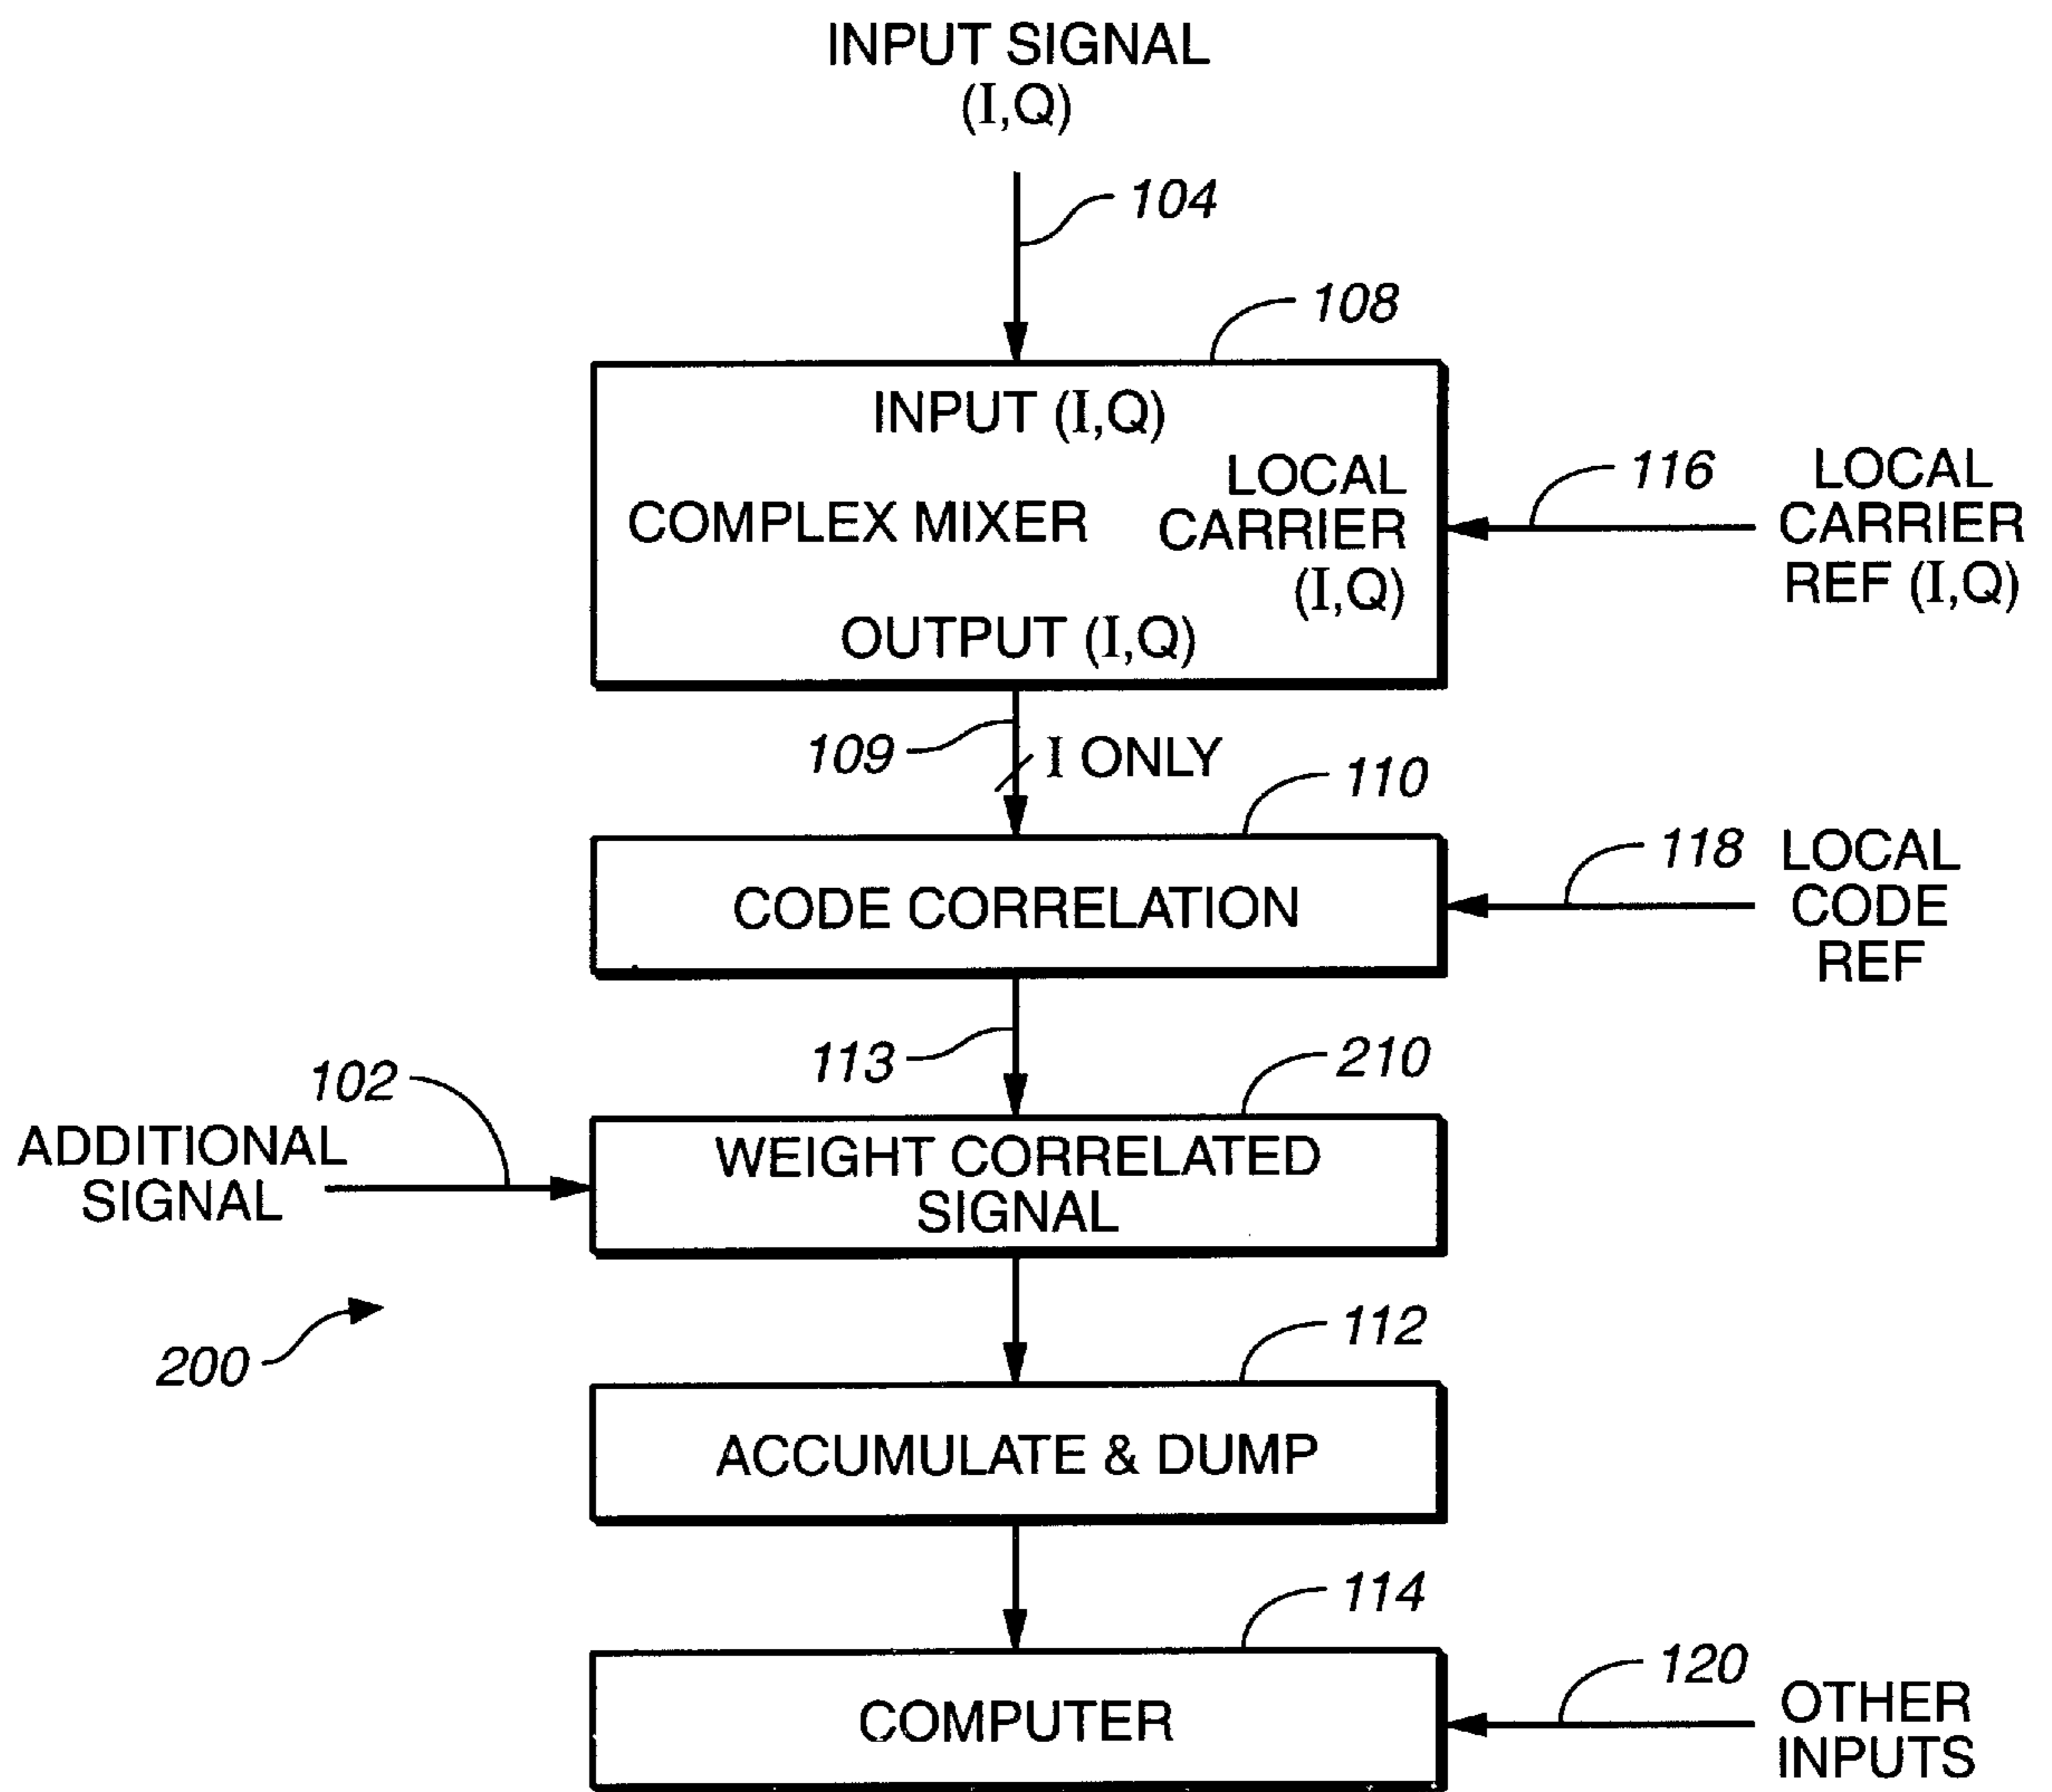 INPUT SIGNAL
(I,Q)
104
108
INPUT (I,Q)
COMPLEX MIXER
LOCAL
CARRIER
(I,Q)
OUTPUT (I,Q)
116
LOCAL
CARRIER
REF (I,Q)
109
I ONLY
110
CODE CORRELATION
118
LOCAL
CODE
REF
113
210
102
ADDITIONAL
SIGNAL
WEIGHT CORRELATED
SIGNAL
200
112
ACCUMULATE & DUMP
114
COMPUTER
120
OTHER
INPUTS